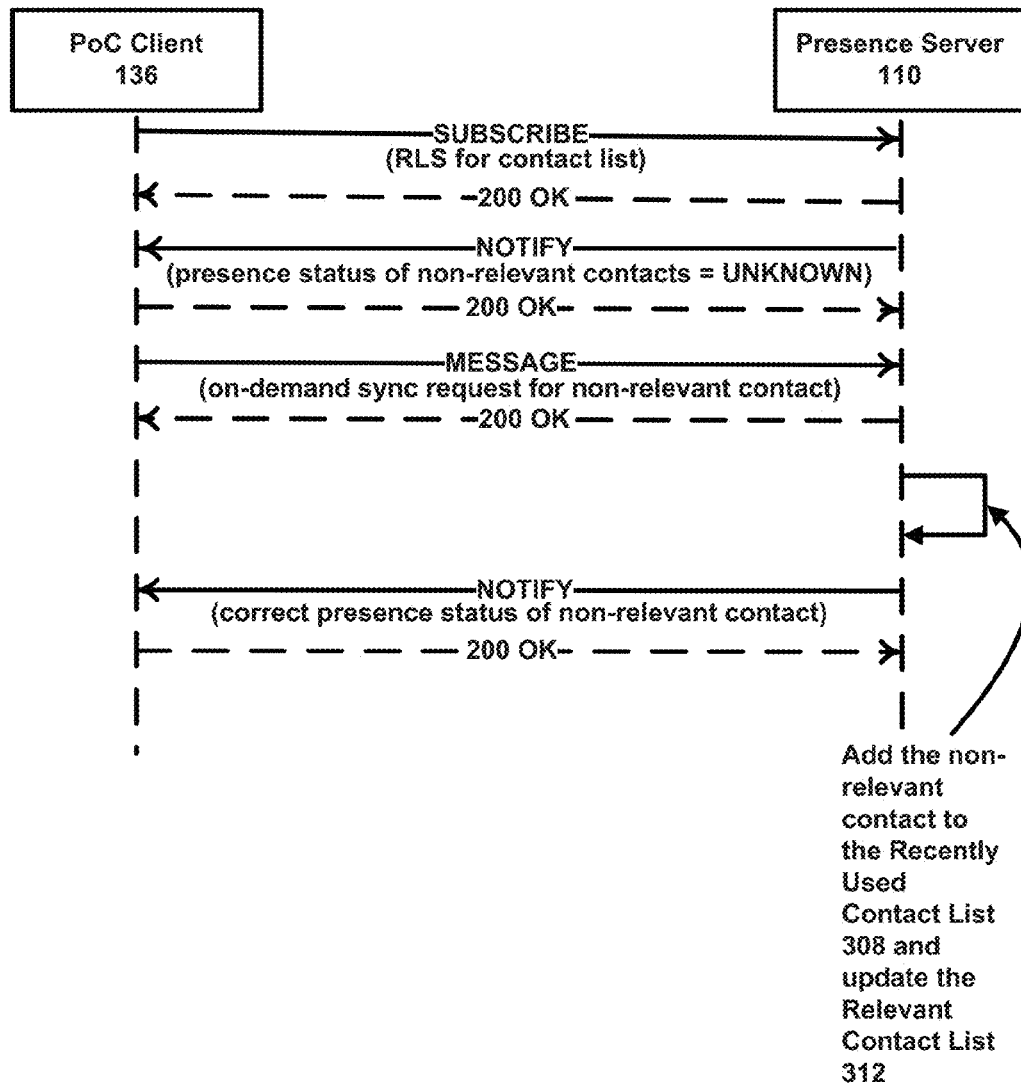 PoC Client
136
Presence Server
110
SUBSCRIBE
(RLS for contact list)
200 OK
NOTIFY
(presence status of non-relevant contacts = UNKNOWN)
200 OK
MESSAGE
(on-demand sync request for non-relevant contact)
200 OK
NOTIFY
(correct presence status of non-relevant contact)
200 OK
Add the non-
relevant
contact to
the Recently
Used
Contact List
308 and
update the
Relevant
Contact List
312